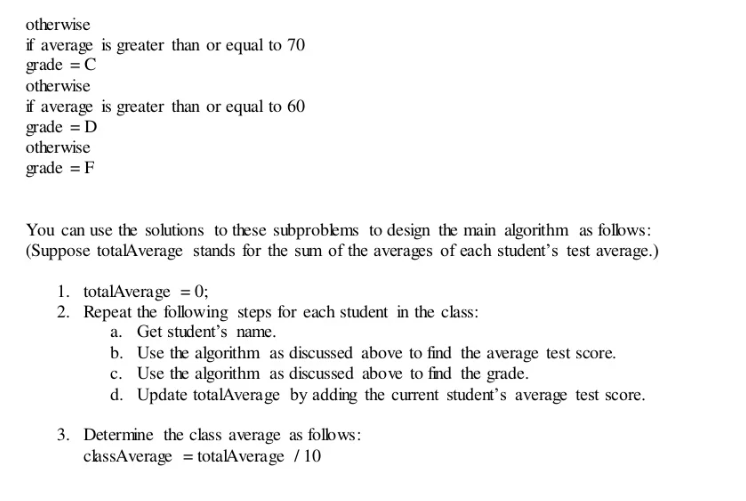 otherwise
if average is greater than or equal to 70
grade = C
otherwise
if average is greater than or equal to 60
grade = D
otherwise
grade = F
You can use the solutions to these subproblems to design the main algorithm as follows:
(Suppose totalAverage stands for the sum of the averages of each student's test average.)
1. totalAverage = 0;
2. Repeat the following steps for each student in the class:
a. Get student's name.
b. Use the algorithm as discussed above to find the average test score.
c. Use the algorithm as discussed above to find the grade.
d. Update totalAverage by adding the current student's average test score.
3. Determine the class average as follows:
classAverage = totalAverage / 10